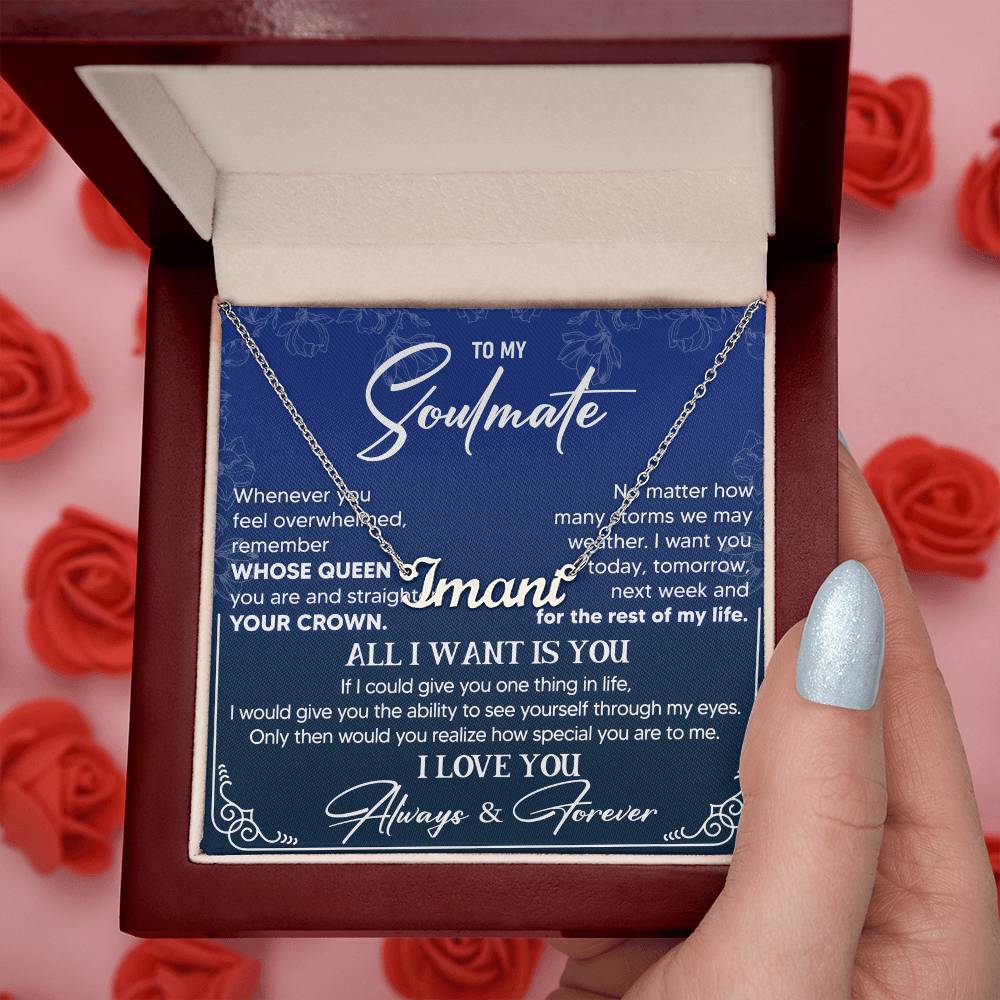 TO MY
Soulmate
Whenever you
feel overwhelmed,
remember
WHOSE QUEEN
you are and straighten
YOUR CROWN.
No matter how
many storms we may
weather. I want you
today, tomorrow,
next week and
for the rest of my life.
Imani
ALL I WANT IS YOU
If I could give you one thing in life,
I would give you the ability to see yourself through my eyes.
Only then would you realize how special you are to me.
I LOVE YOU
Always & Forever